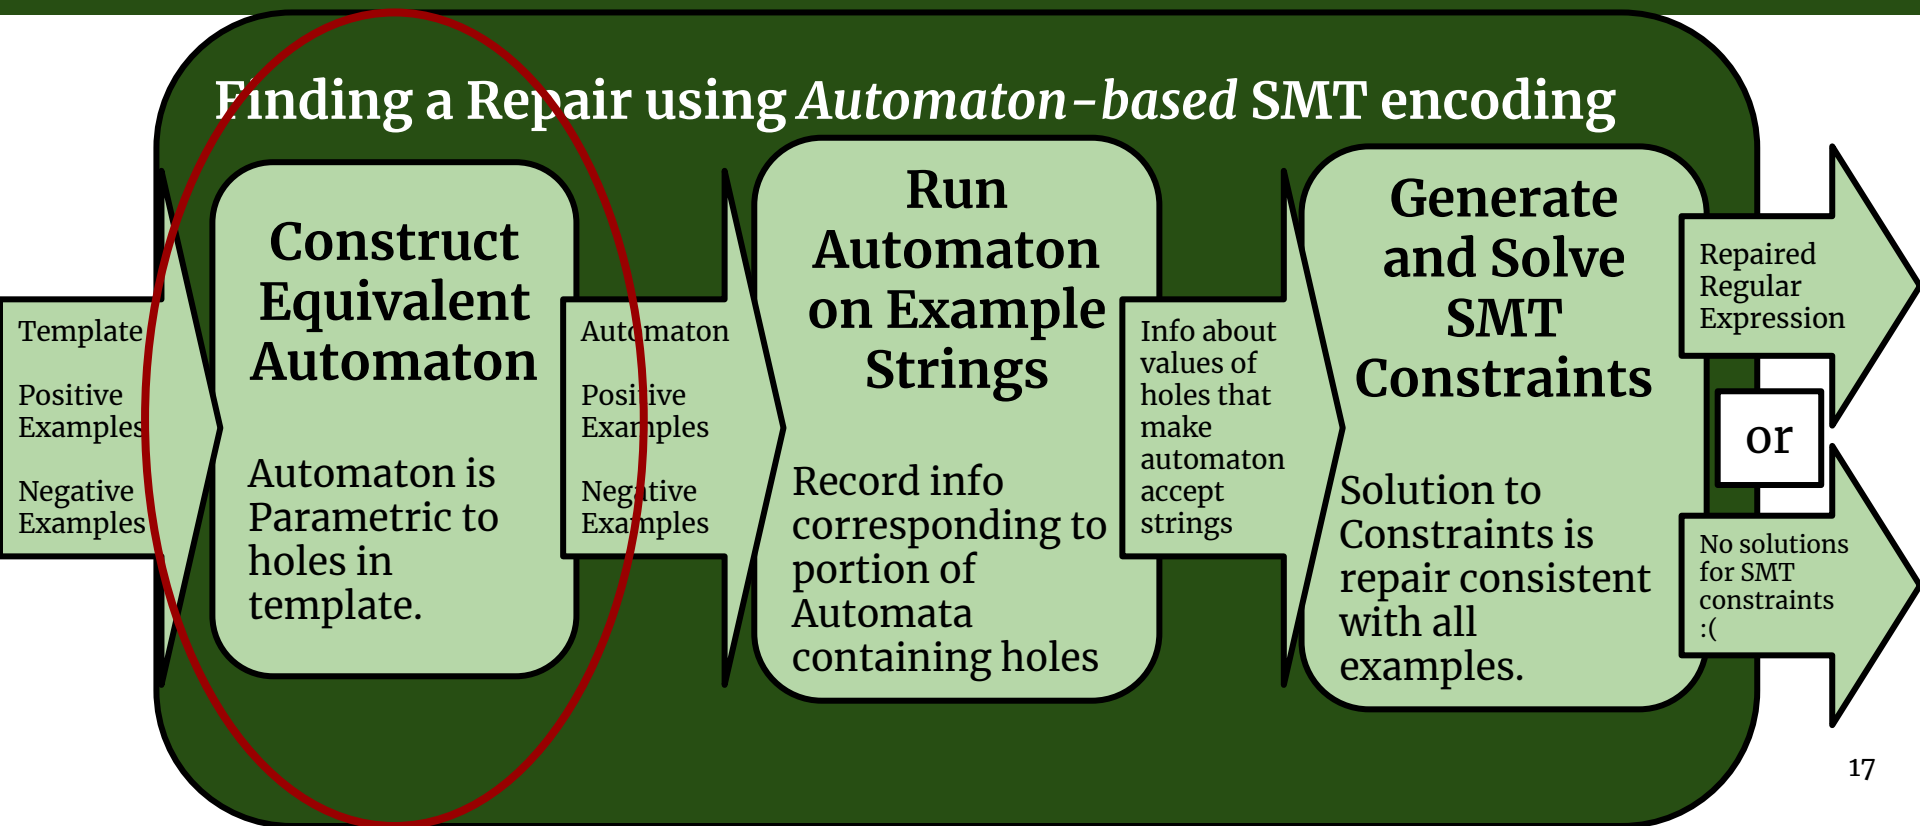 Finding a Repair using Automaton-based SMT encoding
Template
Positive
Examples
Negative
Examples
Construct
Equivalent
Automaton
Automaton is
Parametric to
holes in
template.
Automaton
Positive
Examples
Negative
Examples
Run
Automaton
on Example
Strings
Record info
corresponding to
portion of
Automata
containing holes
Info about
values of
holes that
make
automaton
accept
strings
Generate
and Solve
SMT
Constraints
Solution to
Constraints is
repair consistent
with all
examples.
Repaired
Regular
Expression
or
No solutions
for SMT
constraints
:(
17